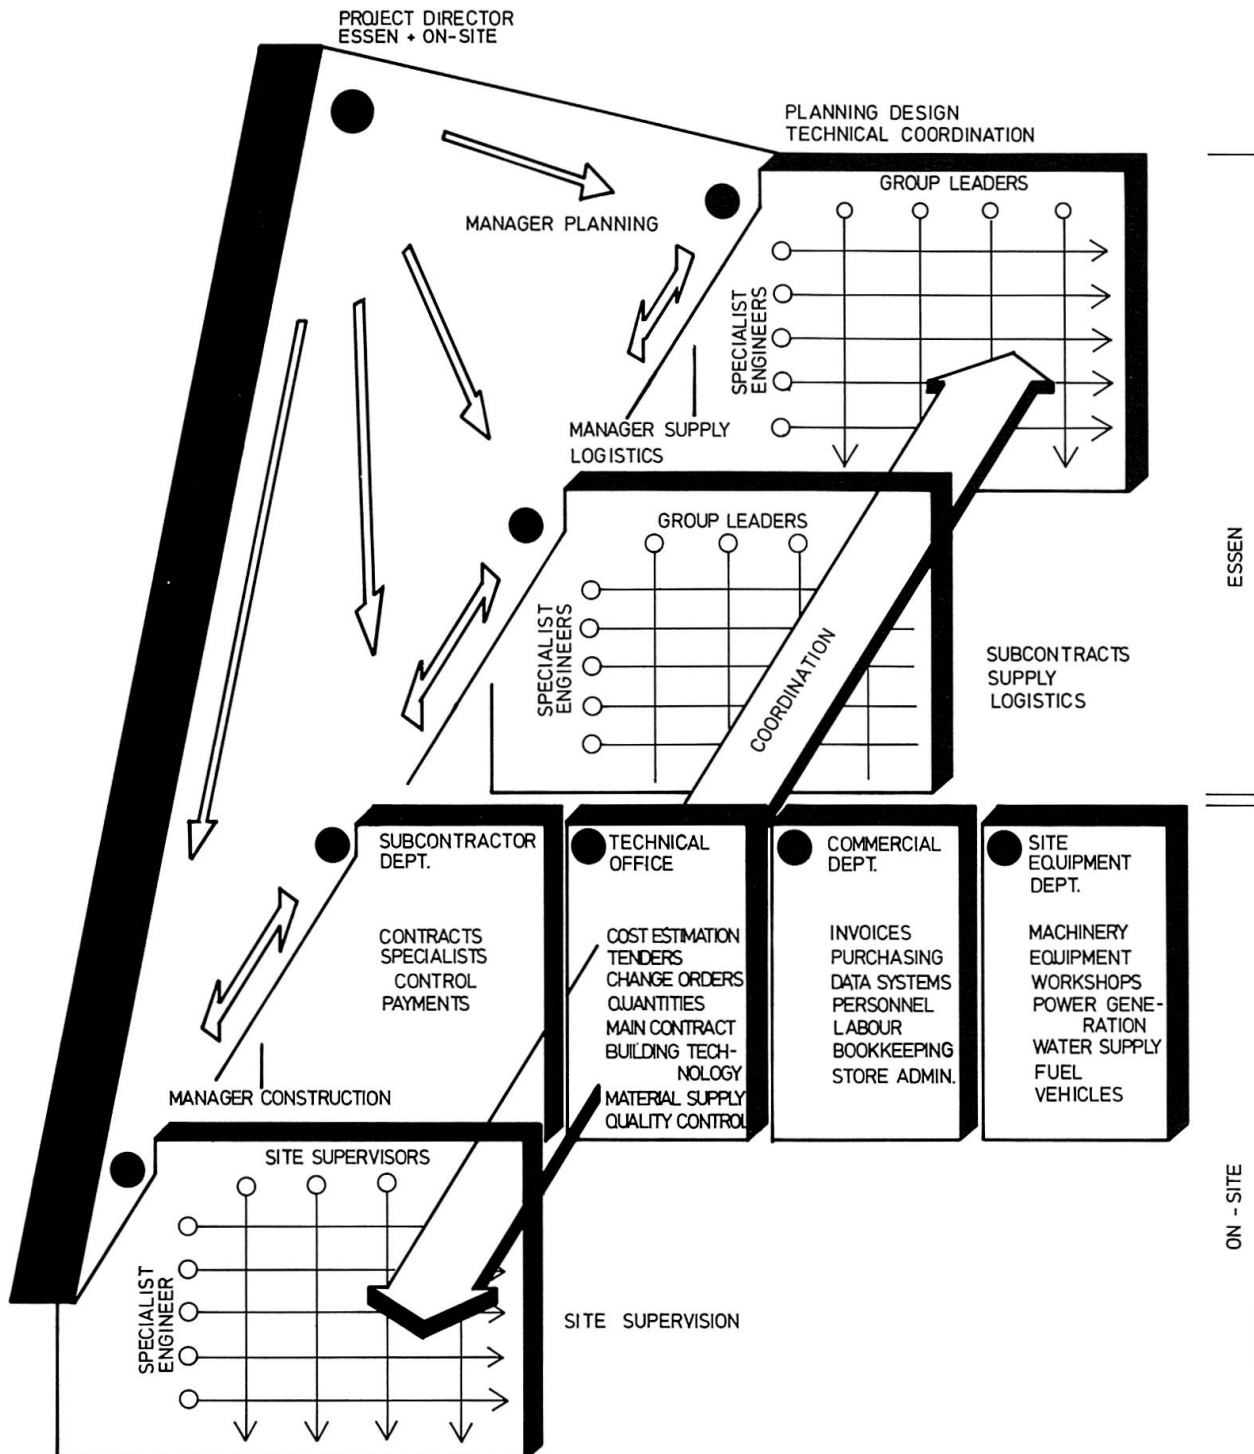 PROJECT DIRECTOR
ESSEN + ON-SITE
PLANNING DESIGN
TECHNICAL COORDINATION
GROUP LEADERS
MANAGER PLANNING
SPECIALIST
ENGINEERS
MANAGER SUPPLY
LOGISTICS
GROUP LEADERS
SPECIALIST
ENGINEERS
COORDINATION
SUBCONTRACTS
SUPPLY
LOGISTICS
ESSEN
SUBCONTRACTOR
DEPT.
CONTRACTS
SPECIALISTS
CONTROL
PAYMENTS
TECHNICAL
OFFICE
COST ESTIMATION
TENDERS
CHANGE ORDERS
QUANTITIES
MAIN CONTRACT
BUILDING TECH-
NOLOGY
MATERIAL SUPPLY
QUALITY CONTROL
COMMERCIAL
DEPT.
INVOICES
PURCHASING
DATA SYSTEMS
PERSONNEL
LABOUR
BOOKKEEPING
STORE ADMIN.
SITE
EQUIPMENT
DEPT.
MACHINERY
EQUIPMENT
WORKSHOPS
POWER GENE-
RATION
WATER SUPPLY
FUEL
VEHICLES
MANAGER CONSTRUCTION
SITE SUPERVISORS
SPECIALIST
ENGINEER
SITE SUPERVISION
ON - SITE